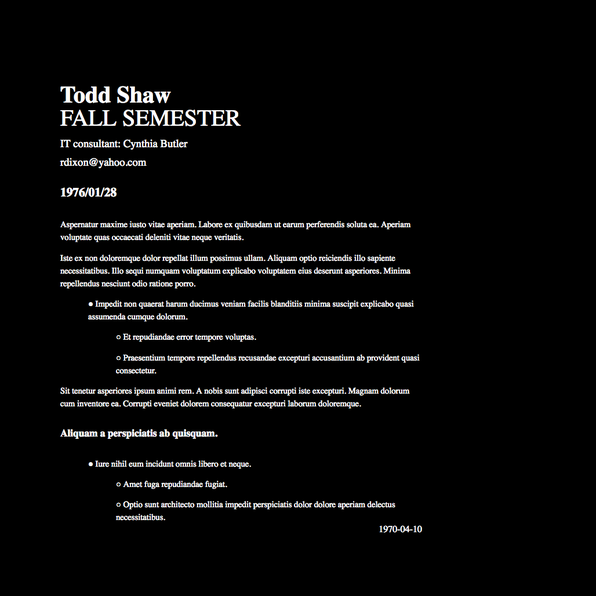 Todd Shaw
FALL SEMESTER
IT consultant: Cynthia Butler
rdixon@yahoo.com
1976/01/28
Aspernatur maxime iusto vitae aperiam. Labore ex quibusdam ut earum perferendis soluta ea. Aperiam
voluptate quas occaecati deleniti vitae neque veritatis.
Iste ex non doloremque dolor repellat illum possimus ullam. Aliquam optio reiciendis illo sapiente
necessitatibus. Illo sequi numquam voluptatum explicabo voluptatem eius deserunt asperiores. Minima
repellendus nesciunt odio ratione porro.
● Impedit non quaerat harum ducimus veniam facilis blanditiis minima suscipit explicabo quasi
assumenda cumque dolorum.
○ Et repudiandae error tempore voluptas.
○ Praesentium tempore repellendus recusandae excepturi accusantium ab provident quasi
consectetur.
Sit tenetur asperiores ipsum animi rem. A nobis sunt adipisci corrupti iste excepturi. Magnam dolorum
cum inventore ea. Corrupti eveniet dolorem consequatur excepturi laborum doloremque.
Aliquam a perspiciatis ab quisquam.
● Iure nihil eum incidunt omnis libero et neque.
○ Amet fuga repudiandae fugiat.
○ Optio sunt architecto mollitia impedit perspiciatis dolor dolore aperiam delectus
necessitatibus.
1970-04-10